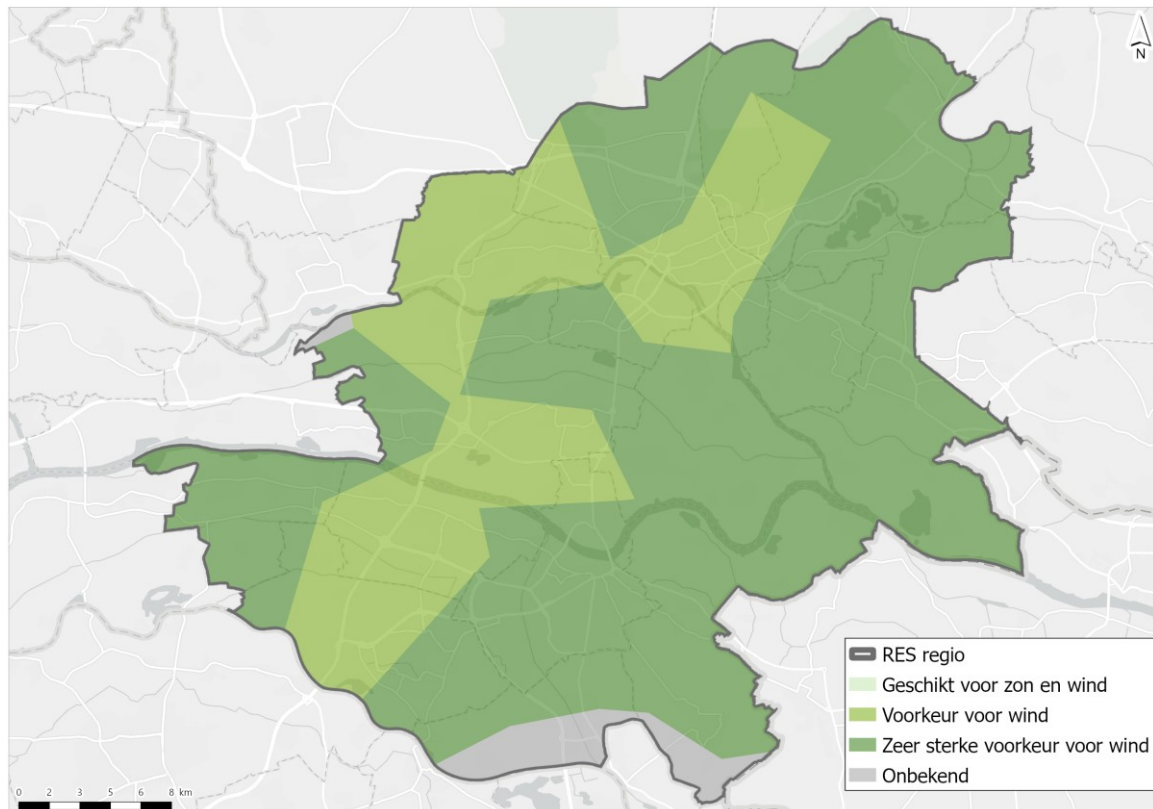 N
RES regio
Geschikt voor zon en wind
Voorkeur voor wind
Zeer sterke voorkeur voor wind
Onbekend
0 2 3 5 6 8 km